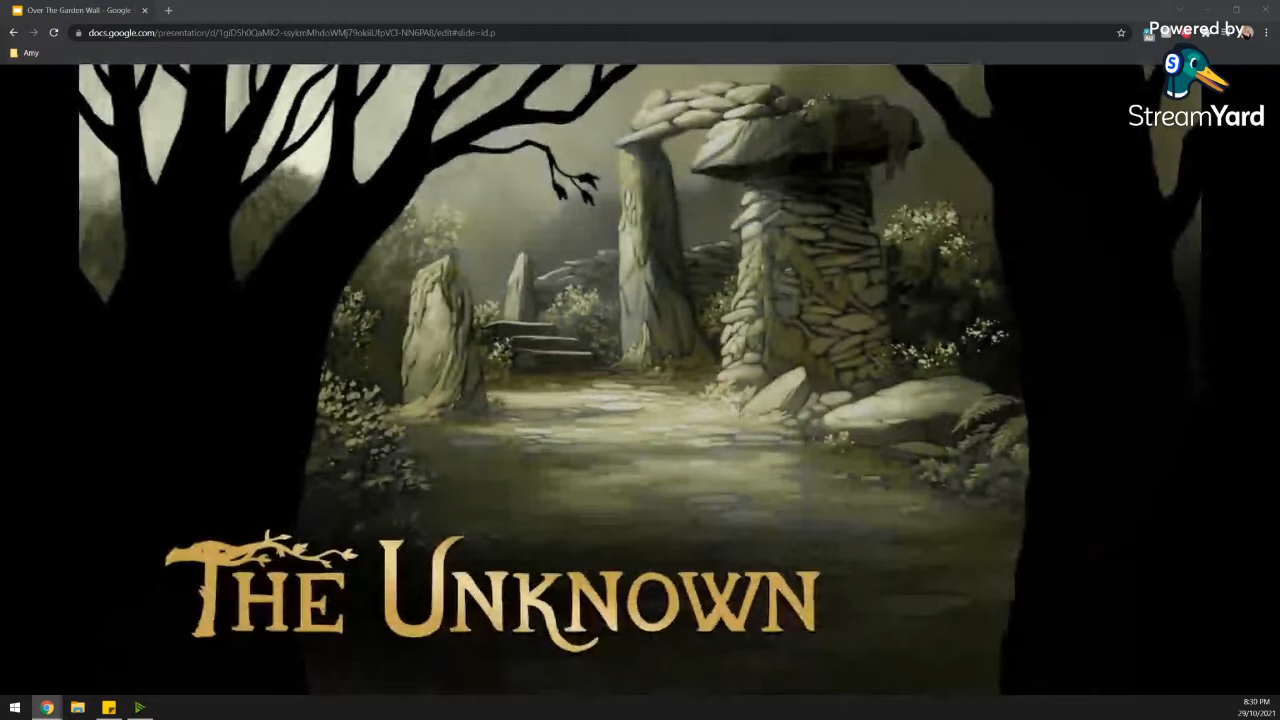 Over The Garden Wall - Google
docs.google.com/presentation/d/1giD5h0QaMK2-ssykmMhdoWMj79okiiUfpVCl-NN6PA8/edit#slide=id.p
Powered by
Amy
StreamYard
THE UNKNOWN
8:30 PM
29/10/2021